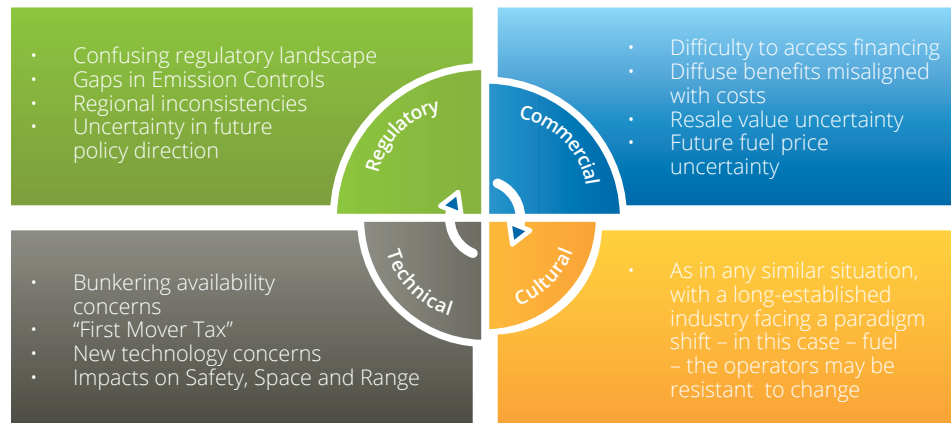 • Confusing regulatory landscape
• Gaps in Emission Controls
• Regional inconsistencies
• Uncertainty in future
policy direction
Regulatory
Commercial
• Difficulty to access financing
• Diffuse benefits misaligned
with costs
• Resale value uncertainty
• Future fuel price
uncertainty
• Bunkering availability
concerns
• “First Mover Tax”
• New technology concerns
• Impacts on Safety, Space and Range
Technical
Cultural
• As in any similar situation,
with a long-established
industry facing a paradigm
shift – in this case – fuel
– the operators may be
resistant to change